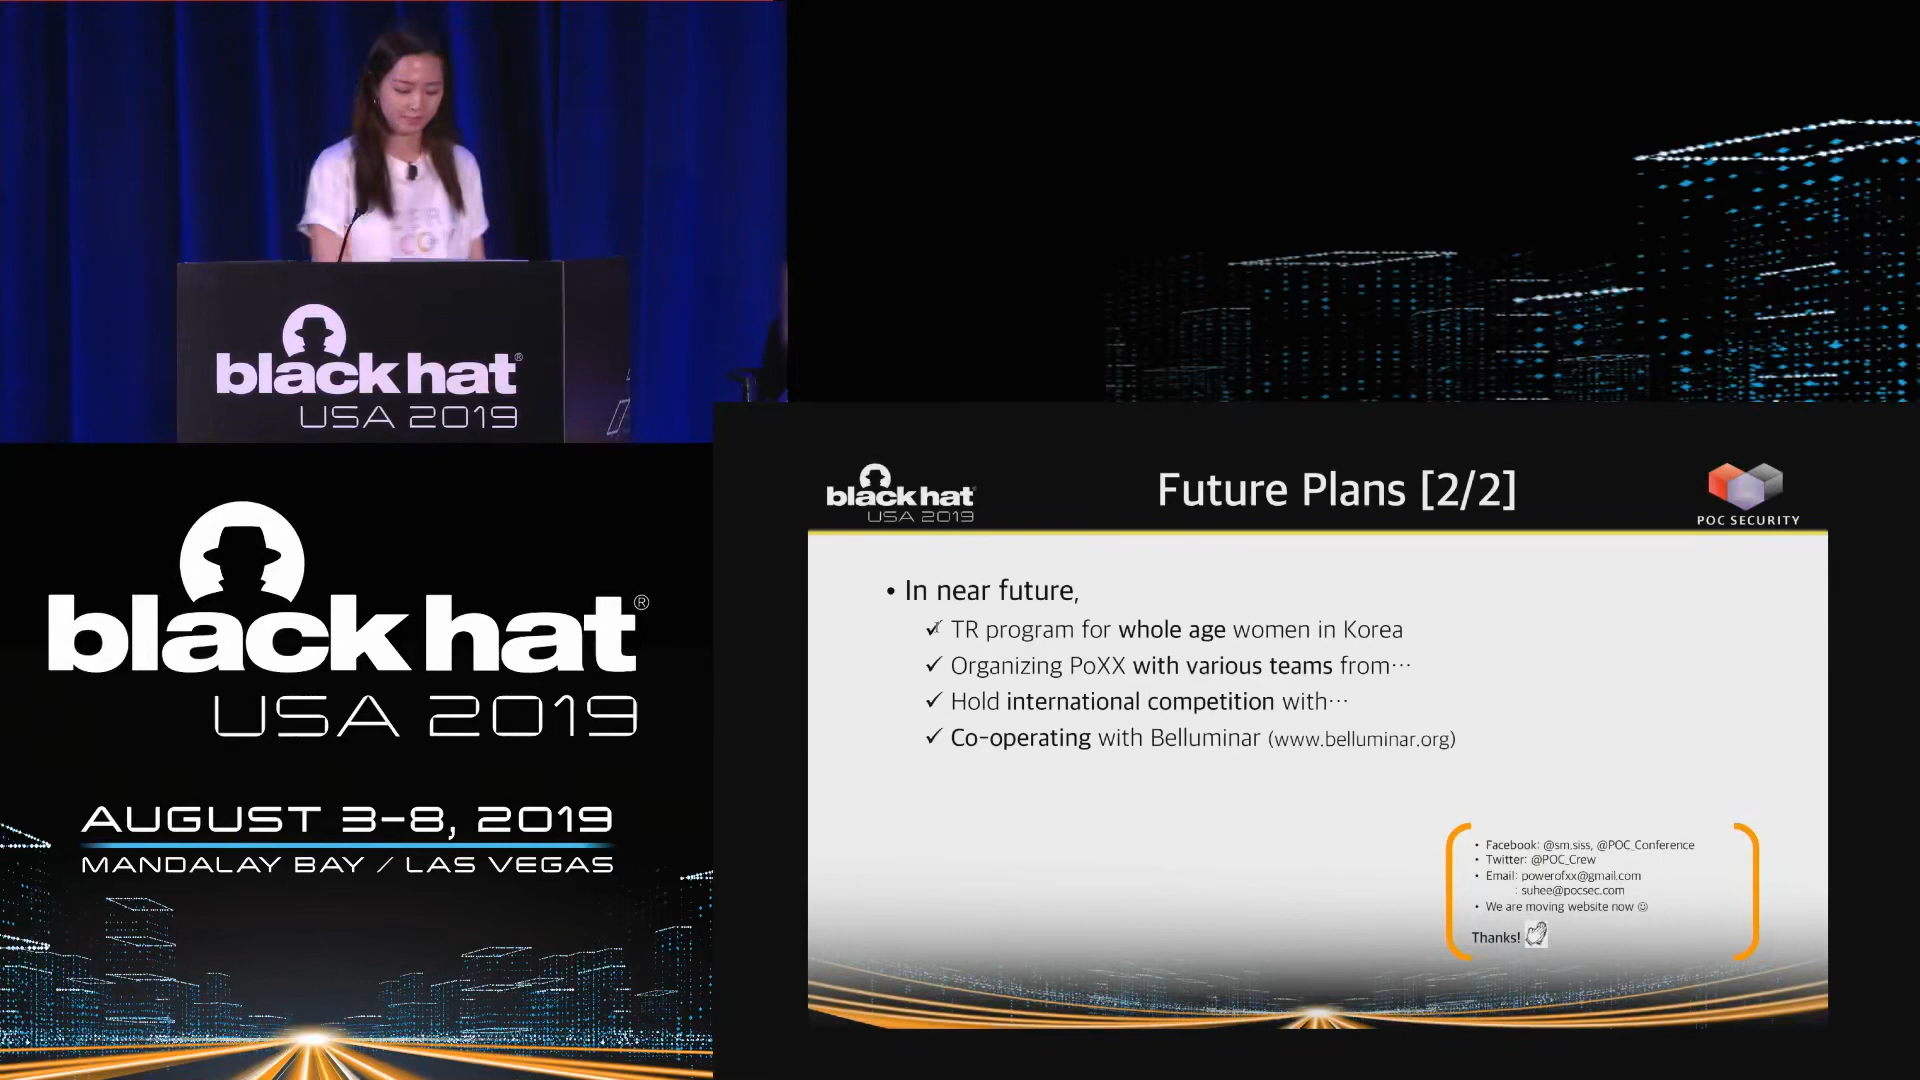 black hat®
USA 2019
black hat®
USA 2019
AUGUST 3-8, 2019
MANDALAY BAY / LAS VEGAS
black hat
USA 2019
Future Plans [2/2]
POC SECURITY
• In near future,
✓ TR program for whole age women in Korea
✓ Organizing PoXX with various teams from⋯
✓ Hold international competition with⋯
✓ Co-operating with Belluminar (www.belluminar.org)
• Facebook: @sm.siss, @POC_Conference
• Twitter: @POC_Crew
• Email: powerofxx@gmail.com
: suhee@pocsec.com
• We are moving website now ☺
Thanks!